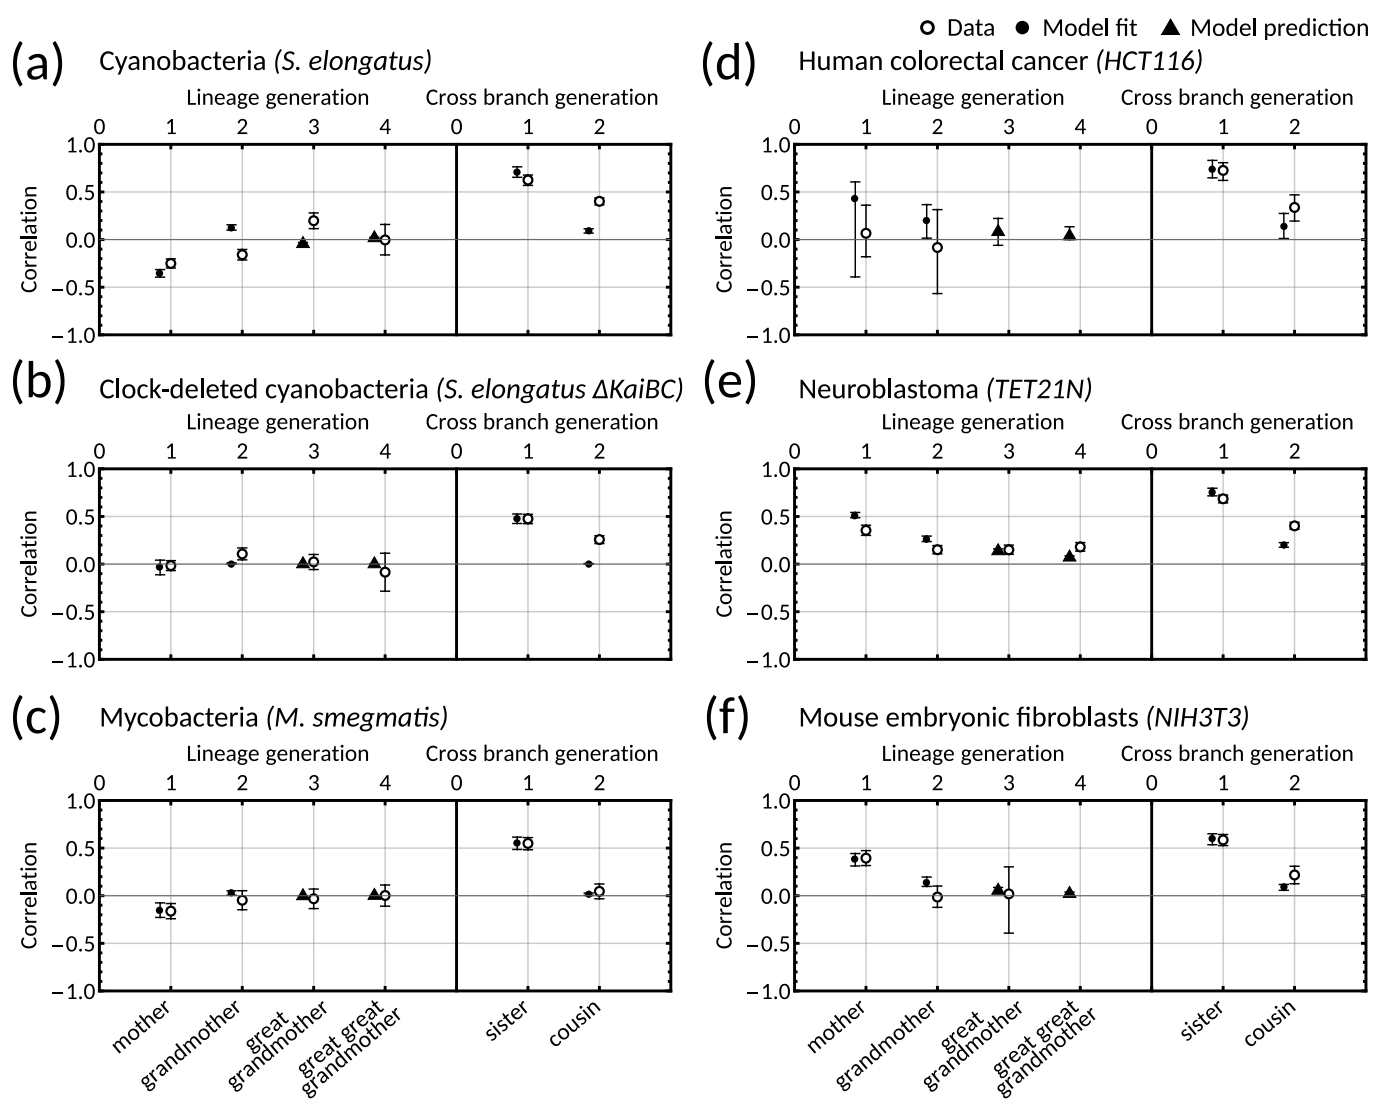 Data Model fit Model prediction
(a) Cyanobacteria (S. elongatus)
Lineage generation Cross branch generation
0 1 2 3 4 0 1 2
1.0
0.5
0.0
−0.5
−1.0
Correlation
(b) Clock-deleted cyanobacteria (S. elongatus ΔKaiBC)
Lineage generation Cross branch generation
0 1 2 3 4 0 1 2
1.0
0.5
0.0
−0.5
−1.0
Correlation
(c) Mycobacteria (M. smegmatis)
Lineage generation Cross branch generation
0 1 2 3 4 0 1 2
1.0
0.5
0.0
−0.5
−1.0
Correlation
mother
grandmother
great
grandmother
great great
grandmother
sister
cousin
(d) Human colorectal cancer (HCT116)
Lineage generation Cross branch generation
0 1 2 3 4 0 1 2
1.0
0.5
0.0
−0.5
−1.0
Correlation
(e) Neuroblastoma (TET21N)
Lineage generation Cross branch generation
0 1 2 3 4 0 1 2
1.0
0.5
0.0
−0.5
−1.0
Correlation
(f) Mouse embryonic fibroblasts (NIH3T3)
Lineage generation Cross branch generation
0 1 2 3 4 0 1 2
1.0
0.5
0.0
−0.5
−1.0
Correlation
mother
grandmother
great
grandmother
great great
grandmother
sister
cousin